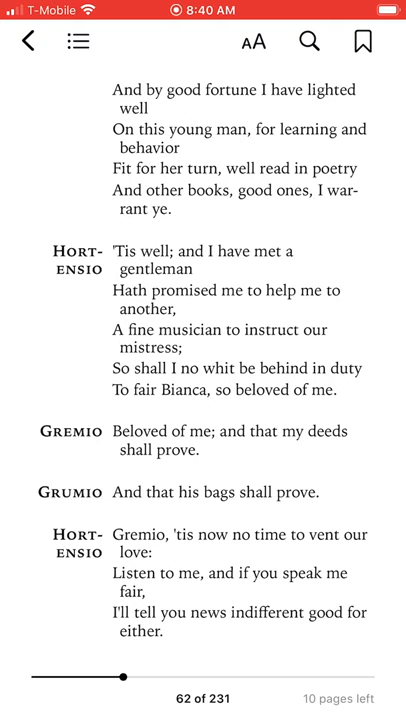 T-Mobile 8:40 AM
AA
And by good fortune I have lighted
well
On this young man, for learning and
behavior
Fit for her turn, well read in poetry
And other books, good ones, I war-
rant ye.
HORT- 'Tis well; and I have met a
ENSIO gentleman
Hath promised me to help me to
another,
A fine musician to instruct our
mistress;
So shall I no whit be behind in duty
To fair Bianca, so beloved of me.
GREMIO Beloved of me; and that my deeds
shall prove.
GRUMIO And that his bags shall prove.
HORT- Gremio, 'tis now no time to vent our
ENSIO love:
Listen to me, and if you speak me
fair,
I'll tell you news indifferent good for
either.
62 of 231 10 pages left